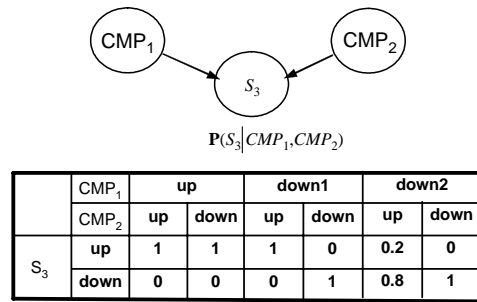 CMP₁ CMP₂
S₃
P(S₃|CMP₁,CMP₂)
CMP₁ up down1 down2
CMP₂ up down up down up down
S₃ up 1 1 1 0 0.2 0
down 0 0 0 1 0.8 1